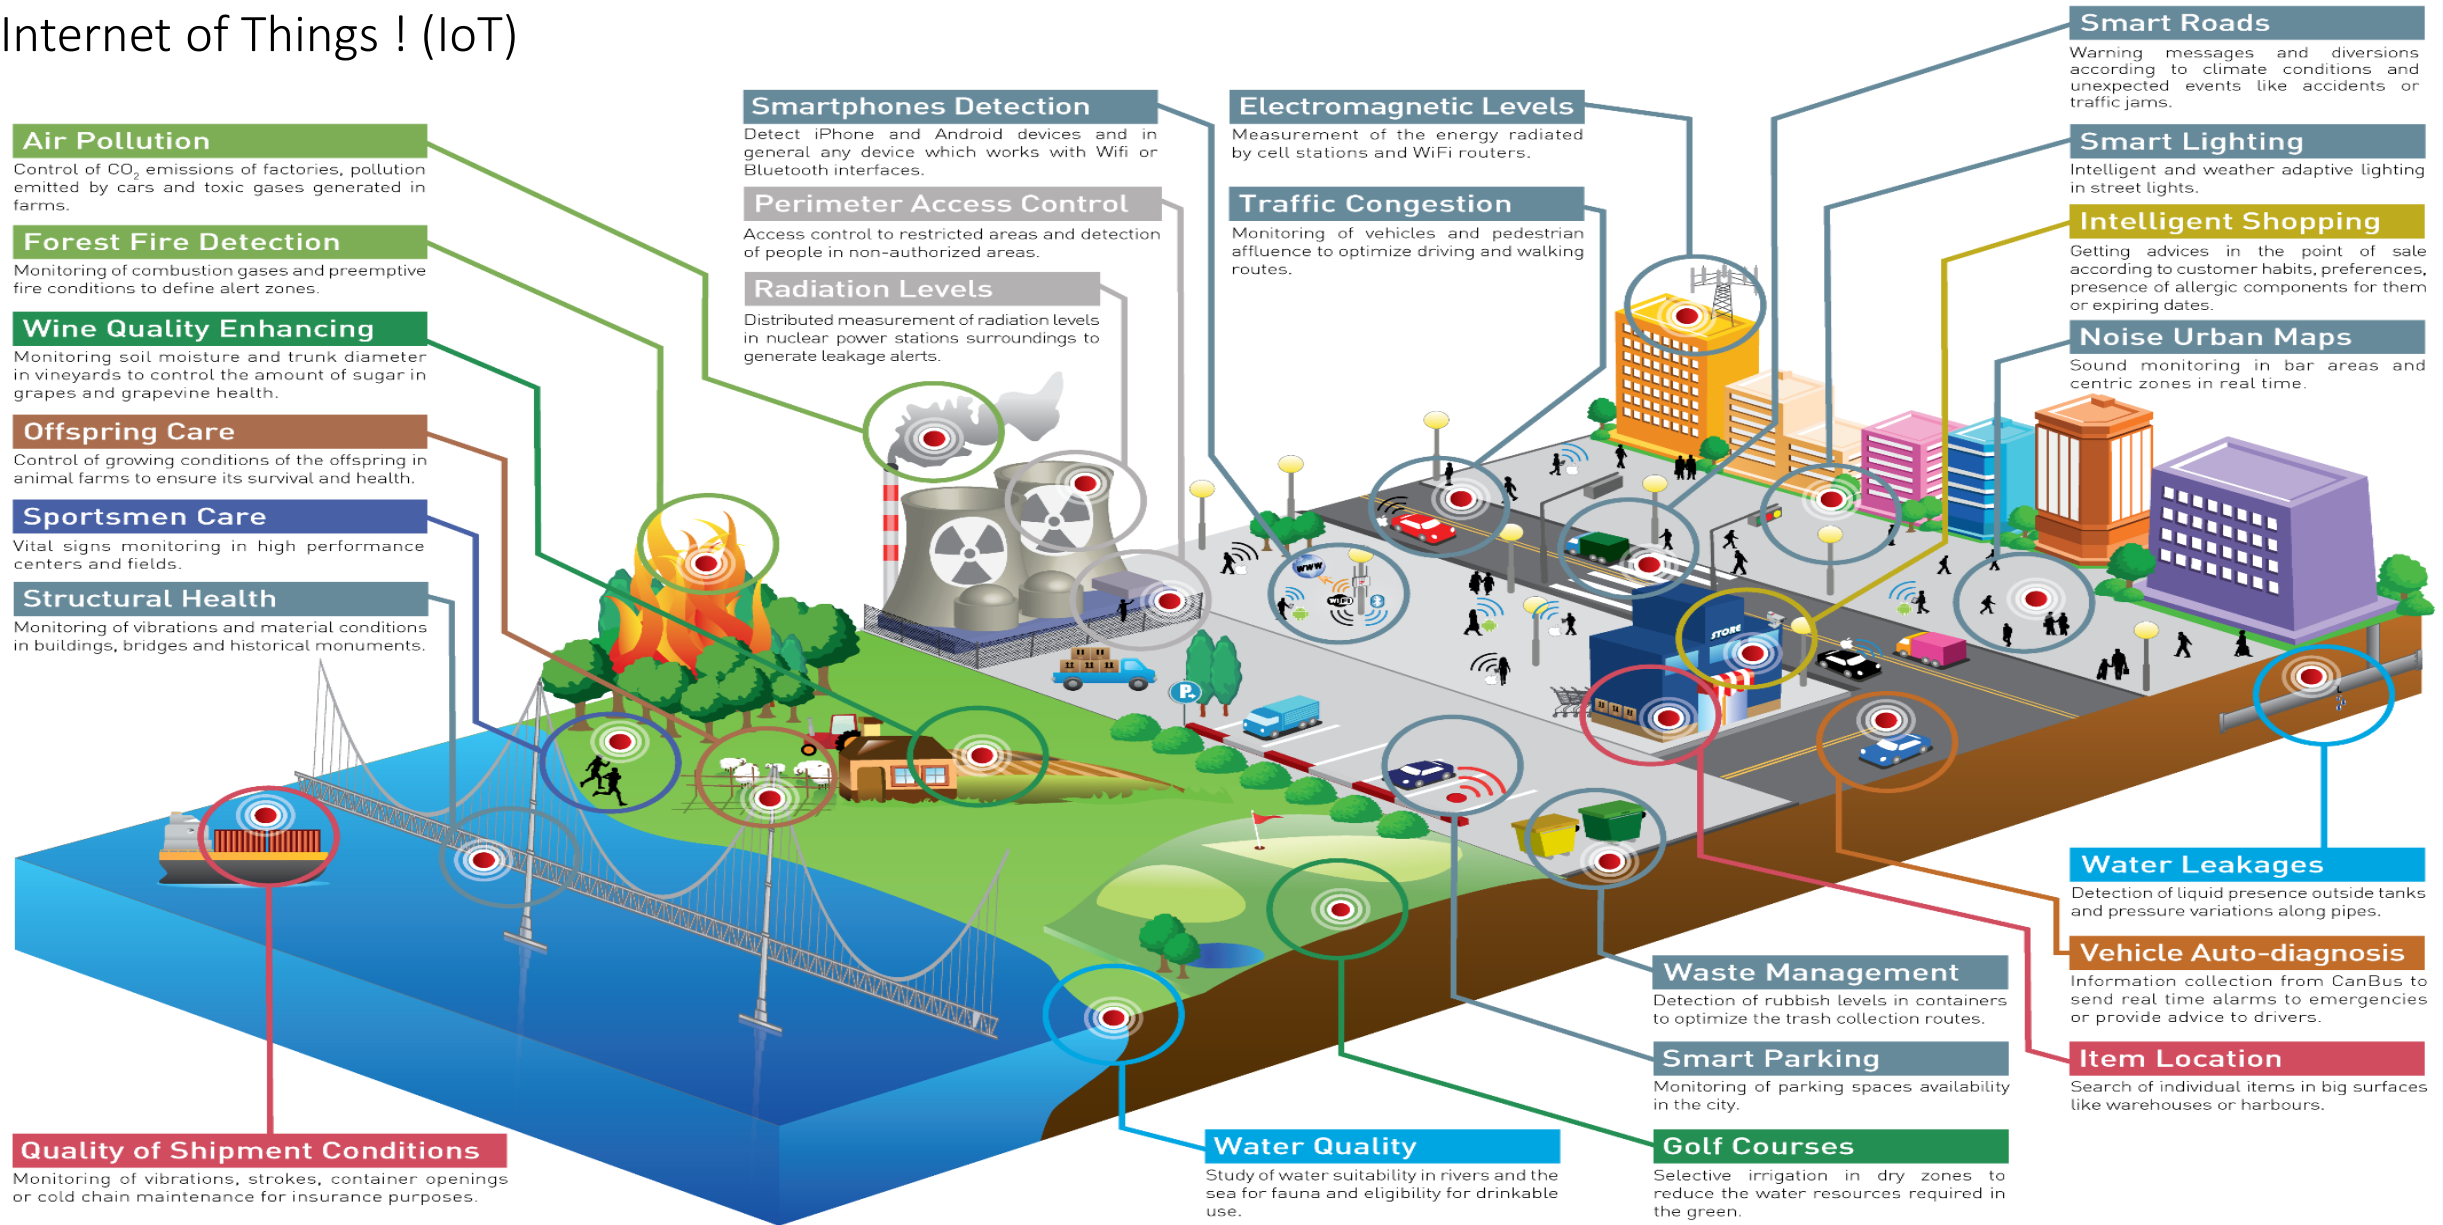 Internet of Things ! (IoT)
Air Pollution
Control of CO2 emissions of factories, pollution
emitted by cars and toxic gases generated in
farms.
Forest Fire Detection
Monitoring of combustion gases and preemptive
fire conditions to define alert zones.
Wine Quality Enhancing
Monitoring soil moisture and trunk diameter
in vineyards to control the amount of sugar in
grapes and grapevine health.
Offspring Care
Control of growing conditions of the offspring in
animal farms to ensure its survival and health.
Sportsmen Care
Vital signs monitoring in high performance
centers and fields.
Structural Health
Monitoring of vibrations and material conditions
in buildings, bridges and historical monuments.
Quality of Shipment Conditions
Monitoring of vibrations, strokes, container openings
or cold chain maintenance for insurance purposes.
Smartphones Detection
Detect iPhone and Android devices and in
general any device which works with Wifi or
Bluetooth interfaces.
Perimeter Access Control
Access control to restricted areas and detection
of people in non-authorized areas.
Radiation Levels
Distributed measurement of radiation levels
in nuclear power stations surroundings to
generate leakage alerts.
Electromagnetic Levels
Measurement of the energy radiated
by cell stations and WiFi routers.
Traffic Congestion
Monitoring of vehicles and pedestrian
affluence to optimize driving and walking
routes.
Smart Roads
Warning messages and diversions
according to climate conditions and
unexpected events like accidents or
traffic jams.
Smart Lighting
Intelligent and weather adaptive lighting
in street lights.
Intelligent Shopping
Getting advices in the point of sale
according to customer habits, preferences,
presence of allergic components for them
or expiring dates.
Noise Urban Maps
Sound monitoring in bar areas and
centric zones in real time.
www
WiFi
STORE
P
Water Leakages
Detection of liquid presence outside tanks
and pressure variations along pipes.
Vehicle Auto-diagnosis
Information collection from CanBus to
send real time alarms to emergencies
or provide advice to drivers.
Item Location
Search of individual items in big surfaces
like warehouses or harbours.
Waste Management
Detection of rubbish levels in containers
to optimize the trash collection routes.
Smart Parking
Monitoring of parking spaces availability
in the city.
Golf Courses
Selective irrigation in dry zones to
reduce the water resources required in
the green.
Water Quality
Study of water suitability in rivers and the
sea for fauna and eligibility for drinkable
use.